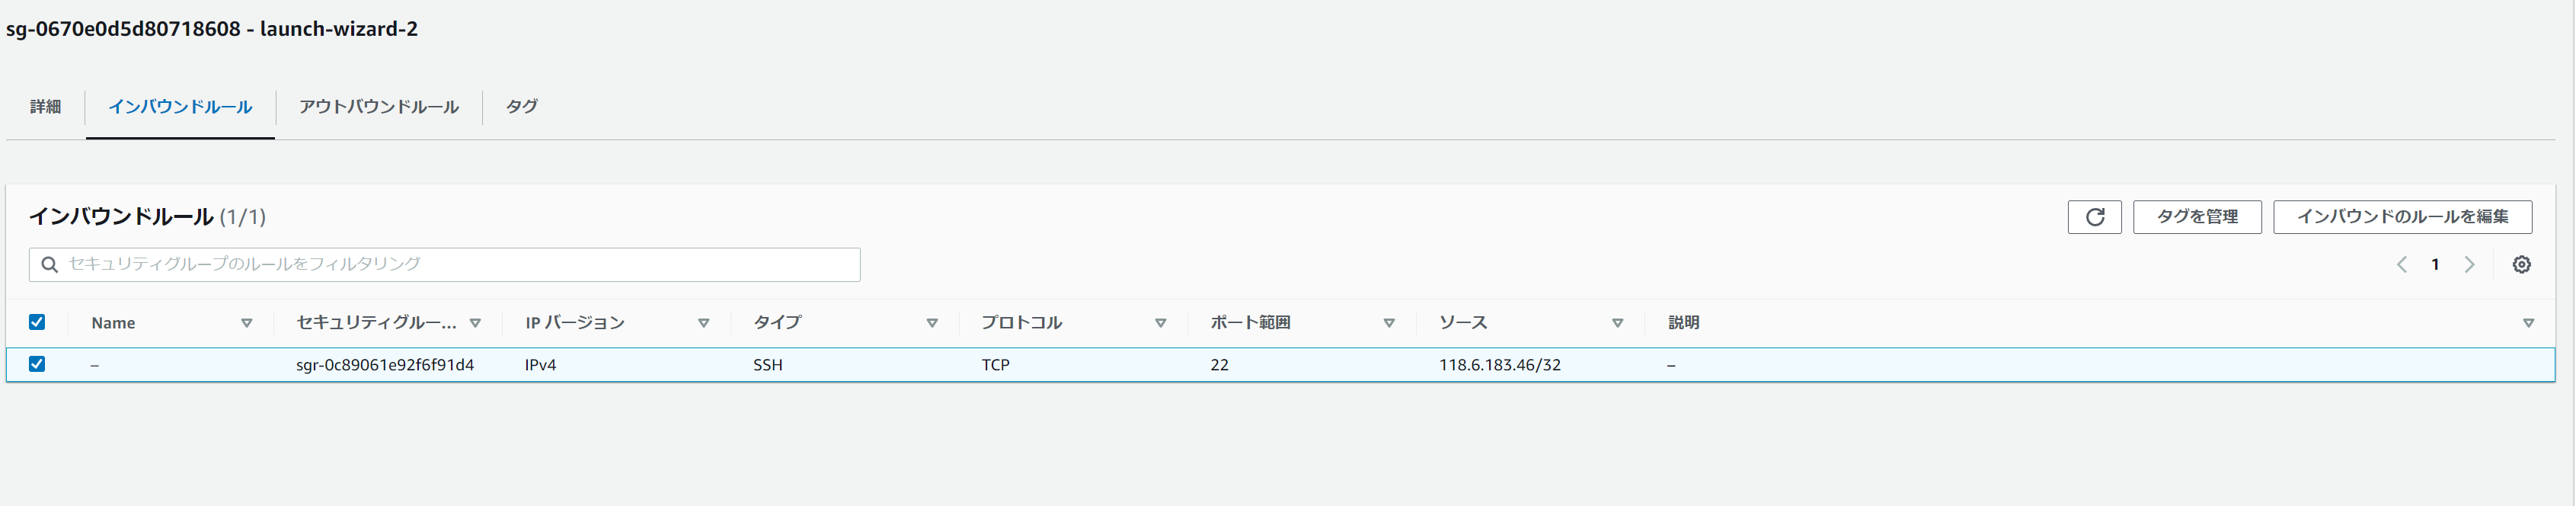 sg-0670e0d5d80718608 - launch-wizard-2
詳細 インバウンドルール アウトバウンドルール タグ
インバウンドルール (1/1) タグを管理 インバウンドのルールを編集
セキュリティグループのルールをフィルタリング 1
Name セキュリティグルー... IP バージョン タイプ プロトコル ポート範囲 ソース 説明
– sgr-0c89061e92f6f91d4 IPv4 SSH TCP 22 118.6.183.46/32 –